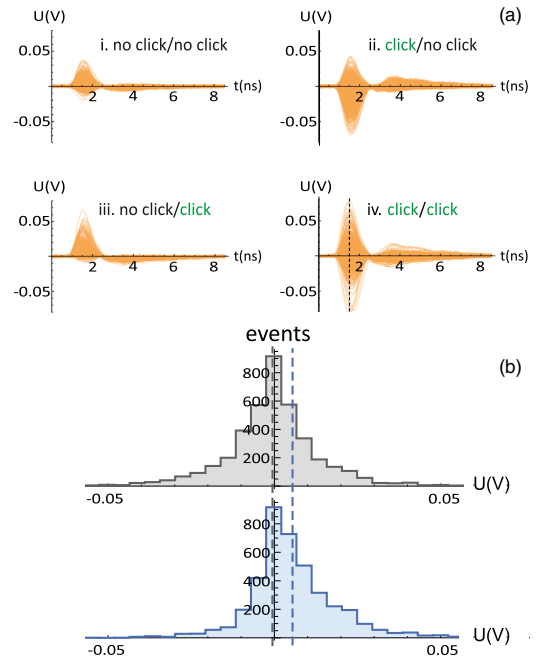 U(V) U(V) (a)
i. no click/no click ii. click/no click
0.05 0.05
t(ns) t(ns)
2 4 6 8 2 4 6 8
-0.05 -0.05
U(V) U(V)
iii. no click/click iv. click/click
0.05 0.05
t(ns) t(ns)
2 4 6 8 2 4 6 8
-0.05 -0.05
events
(b)
800
600
400
200
U(V)
-0.05 0.05
800
600
400
200
U(V)
-0.05 0.05